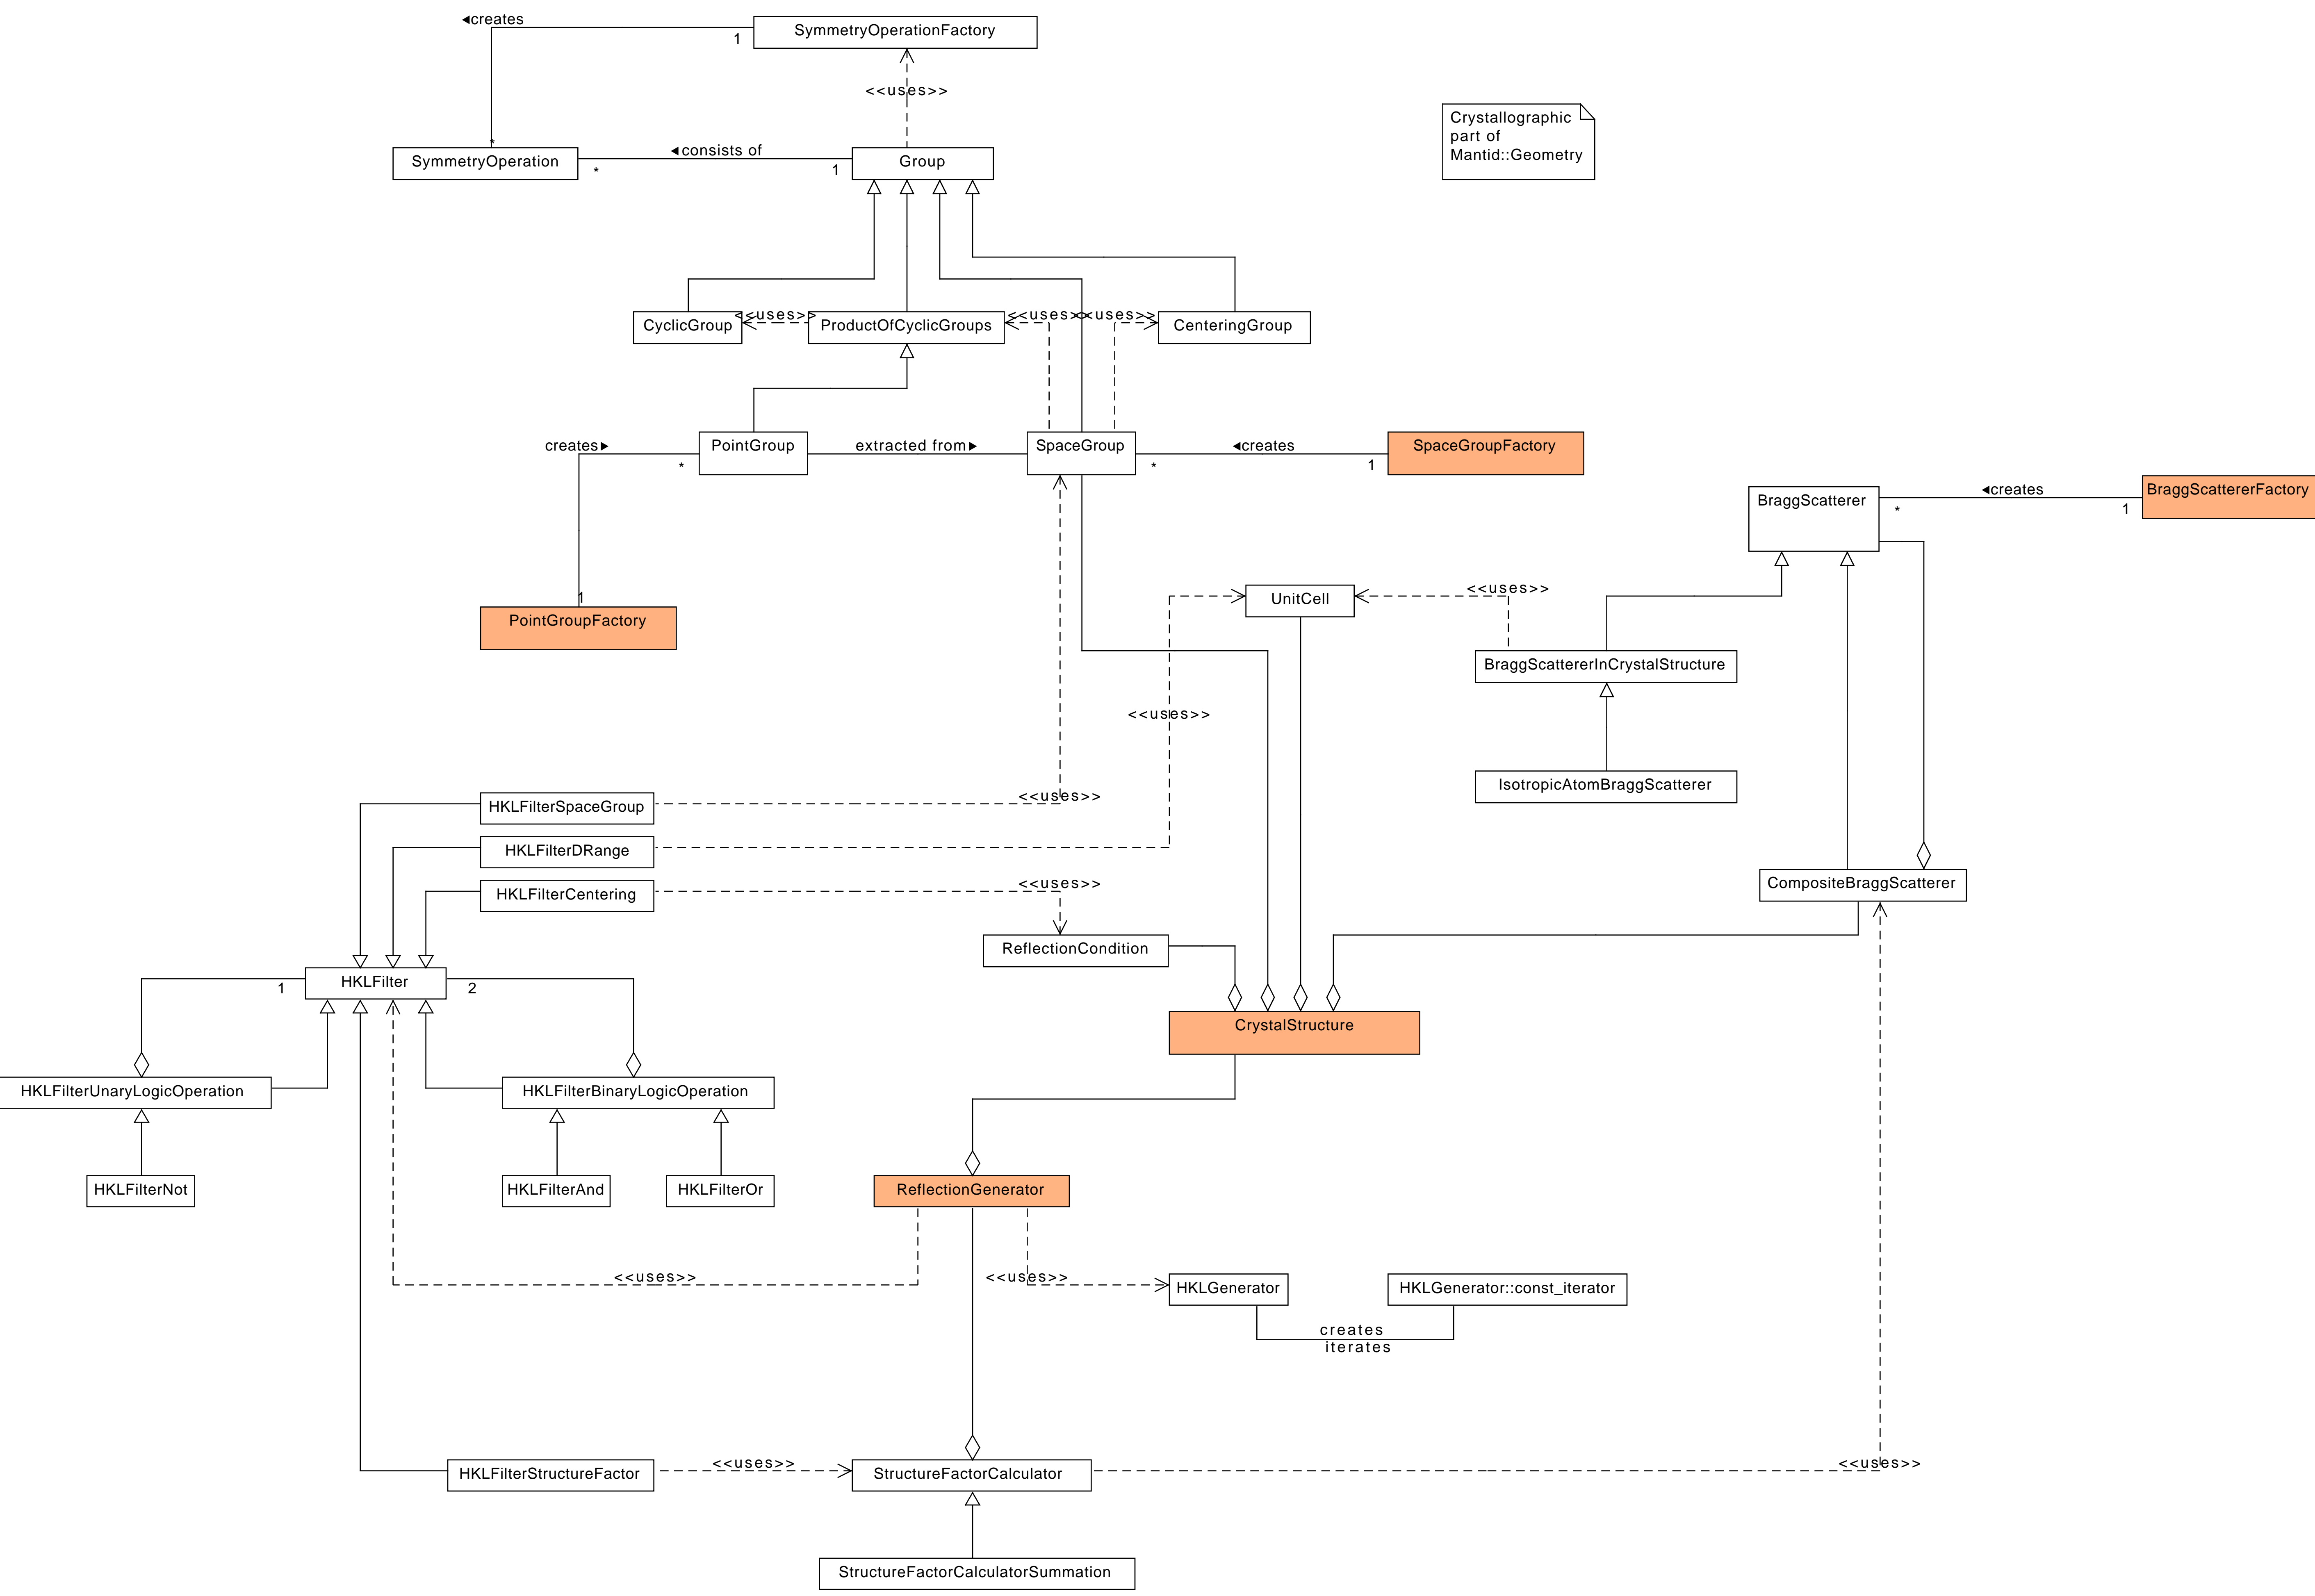 ◄creates
1
SymmetryOperationFactory
<<uses>>
Crystallographic
part of
Mantid::Geometry
*
SymmetryOperation
*
◄consists of
1
Group
CyclicGroup
<<uses>>
ProductOfCyclicGroups
<<uses>>
<<uses>>
CenteringGroup
creates►
*
PointGroup
extracted from►
SpaceGroup
*
◄creates
1
SpaceGroupFactory
BraggScatterer
*
◄creates
1
BraggScattererFactory
1
PointGroupFactory
UnitCell
<<uses>>
BraggScattererInCrystalStructure
<<uses>>
IsotropicAtomBraggScatterer
HKLFilterSpaceGroup
<<uses>>
HKLFilterDRange
HKLFilterCentering
<<uses>>
CompositeBraggScatterer
ReflectionCondition
1
HKLFilter
2
CrystalStructure
HKLFilterUnaryLogicOperation
HKLFilterBinaryLogicOperation
HKLFilterNot
HKLFilterAnd
HKLFilterOr
ReflectionGenerator
<<uses>>
<<uses>>
HKLGenerator
HKLGenerator::const_iterator
creates
iterates
HKLFilterStructureFactor
<<uses>>
StructureFactorCalculator
<<uses>>
StructureFactorCalculatorSummation